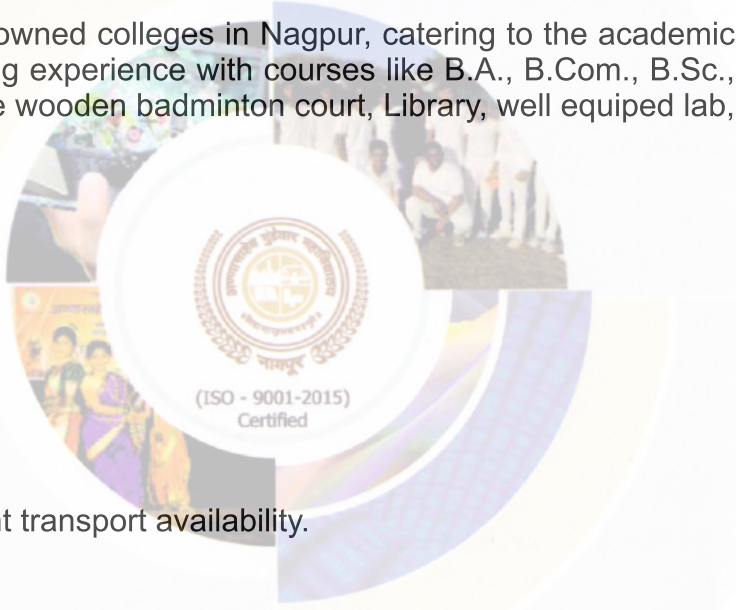 owned colleges in Nagpur, catering to the academic
g experience with courses like B.A., B.Com., B.Sc.,
e wooden badminton court, Library, well equiped lab,
नागपूर
(ISO - 9001-2015)
Certified
t transport availability.